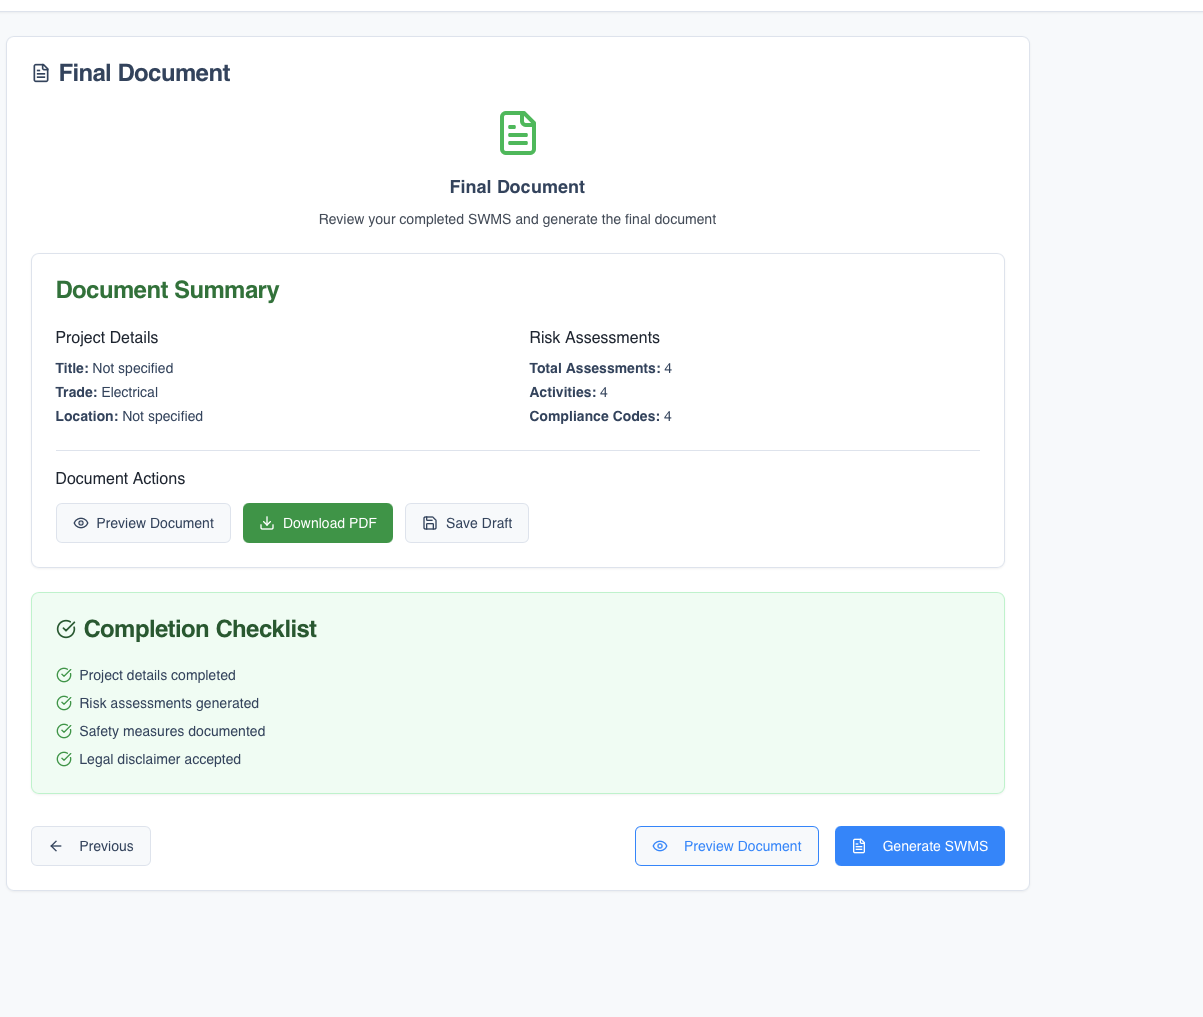 Final Document
Final Document
Review your completed SWMS and generate the final document
Document Summary
Project Details
Title: Not specified
Trade: Electrical
Location: Not specified
Risk Assessments
Total Assessments: 4
Activities: 4
Compliance Codes: 4
Document Actions
Preview Document
Download PDF
Save Draft
Completion Checklist
Project details completed
Risk assessments generated
Safety measures documented
Legal disclaimer accepted
Previous
Preview Document
Generate SWMS